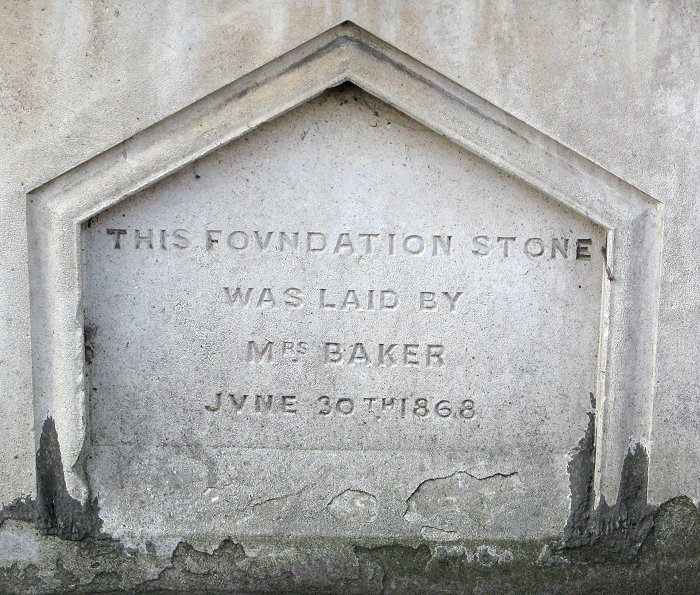 THIS FOVNDATION STONE
WAS LAID BY
MRS BAKER
JVNE 30TH 1868